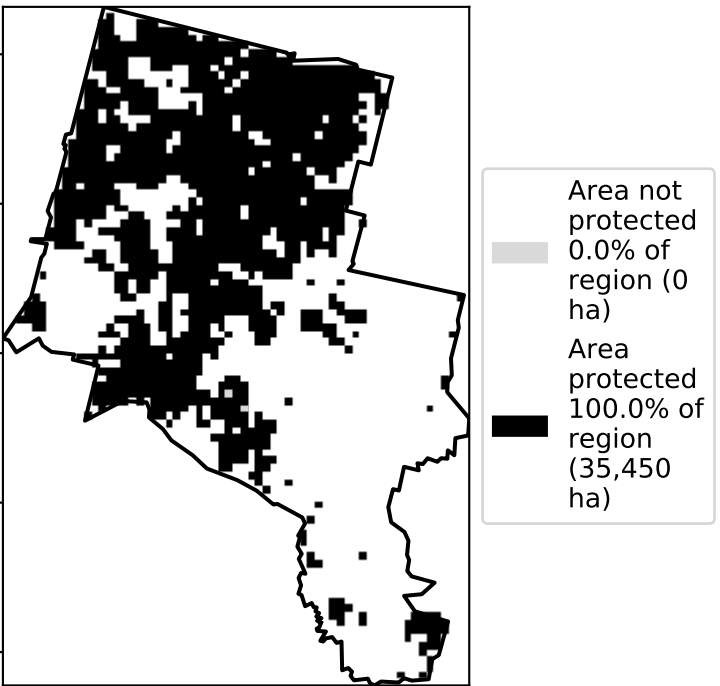 Area not
protected
0.0% of
region (0
ha)
Area
protected
100.0% of
region
(35,450
ha)